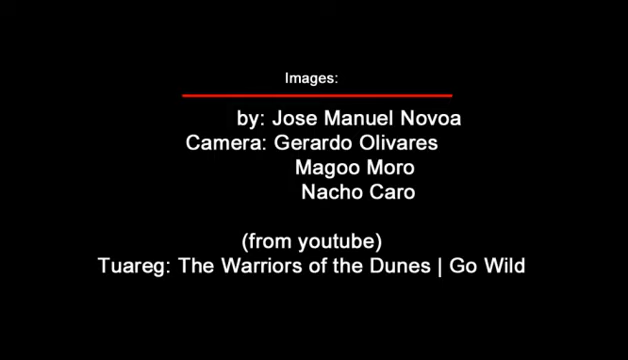 Images:
by: Jose Manuel Novoa
Camera: Gerardo Olivares
Magoo Moro
Nacho Caro
(from youtube)
Tuareg: The Warriors of the Dunes | Go Wild